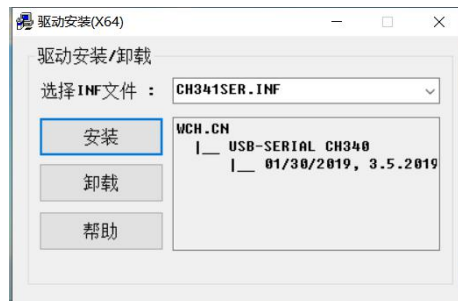 驱动安装(X64)
驱动安装/卸载
选择INF文件 :
CH341SER.INF
安装
卸载
帮助
WCH.CN
|__ USB-SERIAL CH340
|__ 01/30/2019, 3.5.2019